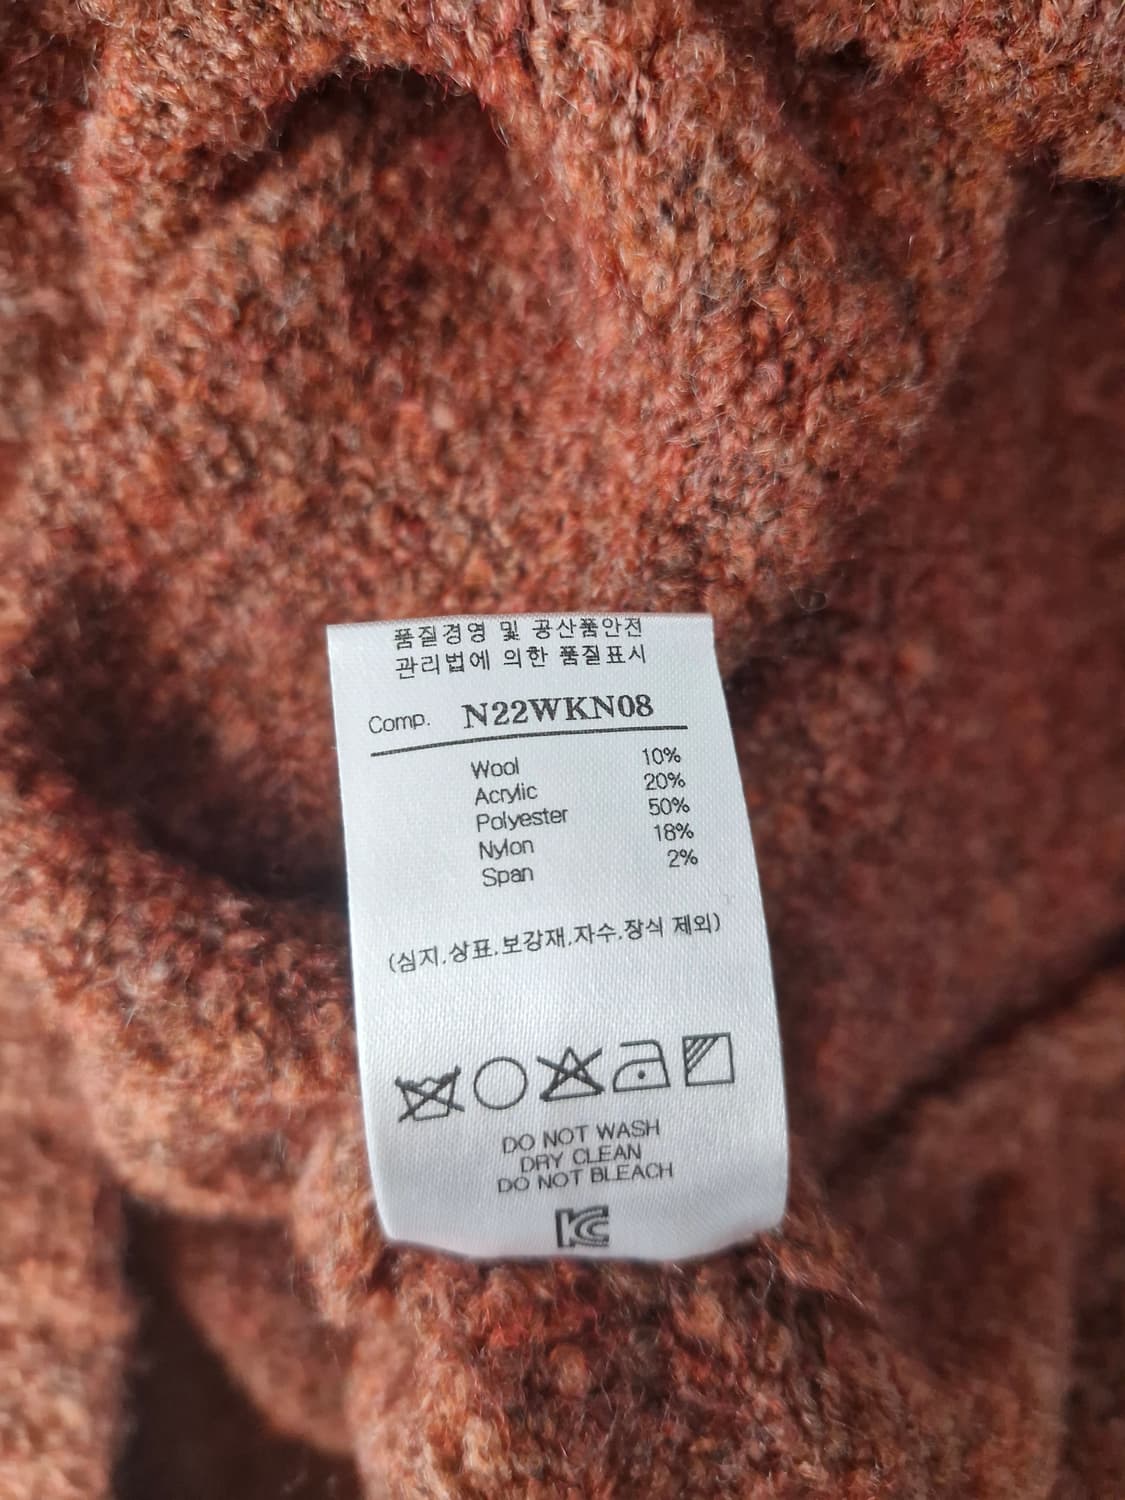 품질경영 및 공산품안전
관리법에 의한 품질표시
Comp. N22WKN08
Wool 10%
Acrylic 20%
Polyester 50%
Nylon 18%
Span 2%
(심지.상표.보강재.자수.장식 제외)
DO NOT WASH
DRY CLEAN
DO NOT BLEACH
KC